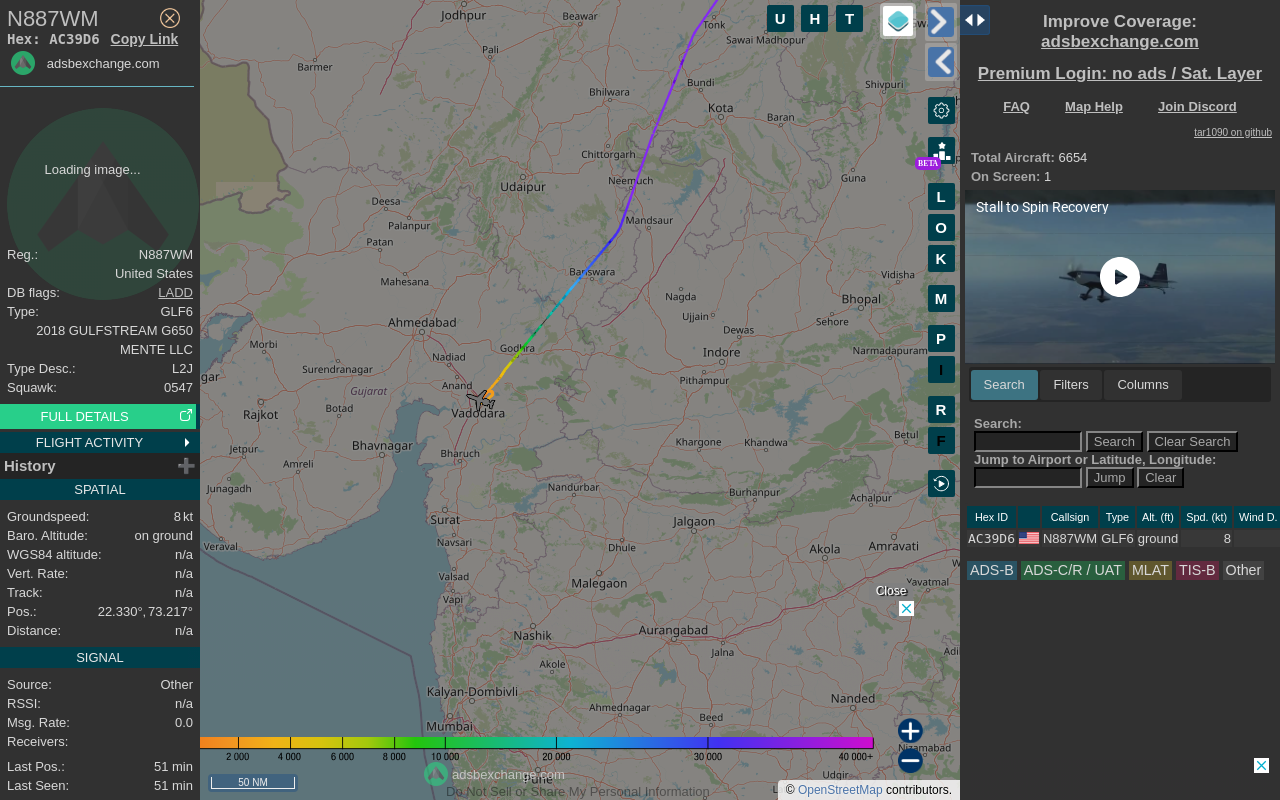 N887WM
Hex: AC39D6 Copy Link
adsbexchange.com
Loading image...
Reg.: N887WM
United States
DB flags: LADD
Type: GLF6
2018 GULFSTREAM G650
MENTE LLC
Type Desc.: L2J
Squawk: 0547
FULL DETAILS
FLIGHT ACTIVITY
History
SPATIAL
Groundspeed: 8 kt
Baro. Altitude: on ground
WGS84 altitude: n/a
Vert. Rate: n/a
Track: n/a
Pos.: 22.330°, 73.217°
Distance: n/a
SIGNAL
Source: Other
RSSI: n/a
Msg. Rate: 0.0
Receivers:
Last Pos.: 51 min
Last Seen: 51 min
Jodhpur
Beawar
Tonk
Sawai Madhopur
Pali
Barmer
Bundi
Shivpuri
Bhilwara
Kota
Baran
Chittorgarh
Neemuch
Guna
Udaipur
Deesa
Palanpur
Mandsaur
Patan
Banswara
Vidisha
Mahesana
Nagda
Bhopal
Ujjain
Sehore
Ahmedabad
Dewas
Morbi
Godhra
Indore
Narmadapuram
Nadiad
Surendranagar
gar
Anand
Pithampur
Gujarat
Rajkot
Botad
Vadodara
Betul
Bhavnagar
Khargone
Khandwa
Jetpur
Bharuch
Amreli
Junagadh
Nandurbar
Burhanpur
Achalpur
Surat
Jalgaon
Veraval
Navsari
Dhule
Akola
Amravati
Valsad
Malegaon
Yavatmal
Vapi
Nashik
Aurangabad
Jalna
Adil
Akole
Kalyan-Dombivli
Nanded
Ahmednagar
Beed
Mumbai
Nizamabad
Pune
Udgir
U H T
L
O
K
M
P
I
R
F
BETA
Close
2 000 4 000 6 000 8 000 10 000 20 000 30 000 40 000+
50 NM
adsbexchange.com
Do Not Sell or Share My Personal Information
© OpenStreetMap contributors.
Improve Coverage:
adsbexchange.com
Premium Login: no ads / Sat. Layer
FAQ Map Help Join Discord
tar1090 on github
Total Aircraft: 6654
On Screen: 1
Stall to Spin Recovery
Search Filters Columns
Search:
Search Clear Search
Jump to Airport or Latitude, Longitude:
Jump Clear
Hex ID Callsign Type Alt. (ft) Spd. (kt) Wind D.
AC39D6 N887WM GLF6 ground 8
ADS-B ADS-C/R / UAT MLAT TIS-B Other